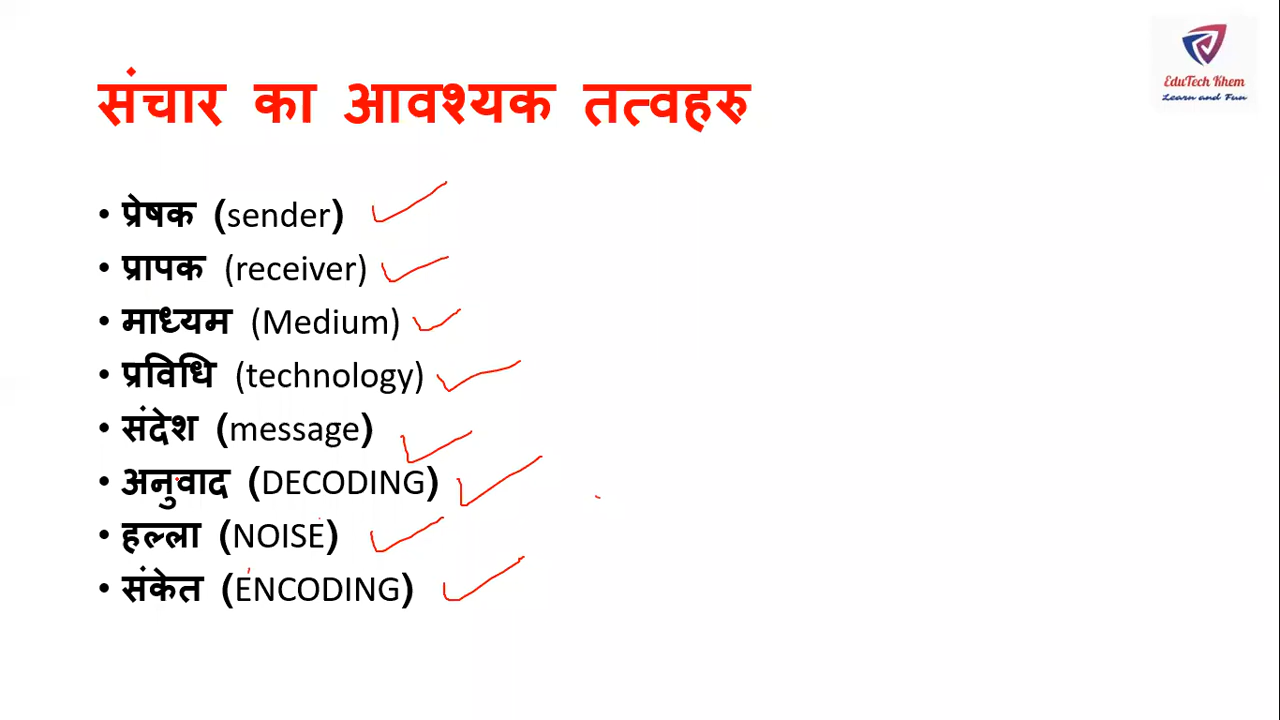 EduTech Khem
Learn and Fun
संचार का आवश्यक तत्वहरु
• प्रेषक (sender)
• प्रापक (receiver)
• माध्यम (Medium)
• प्रविधि (technology)
• संदेश (message)
• अनुवाद (DECODING)
• हल्ला (NOISE)
• संकेत (ENCODING)